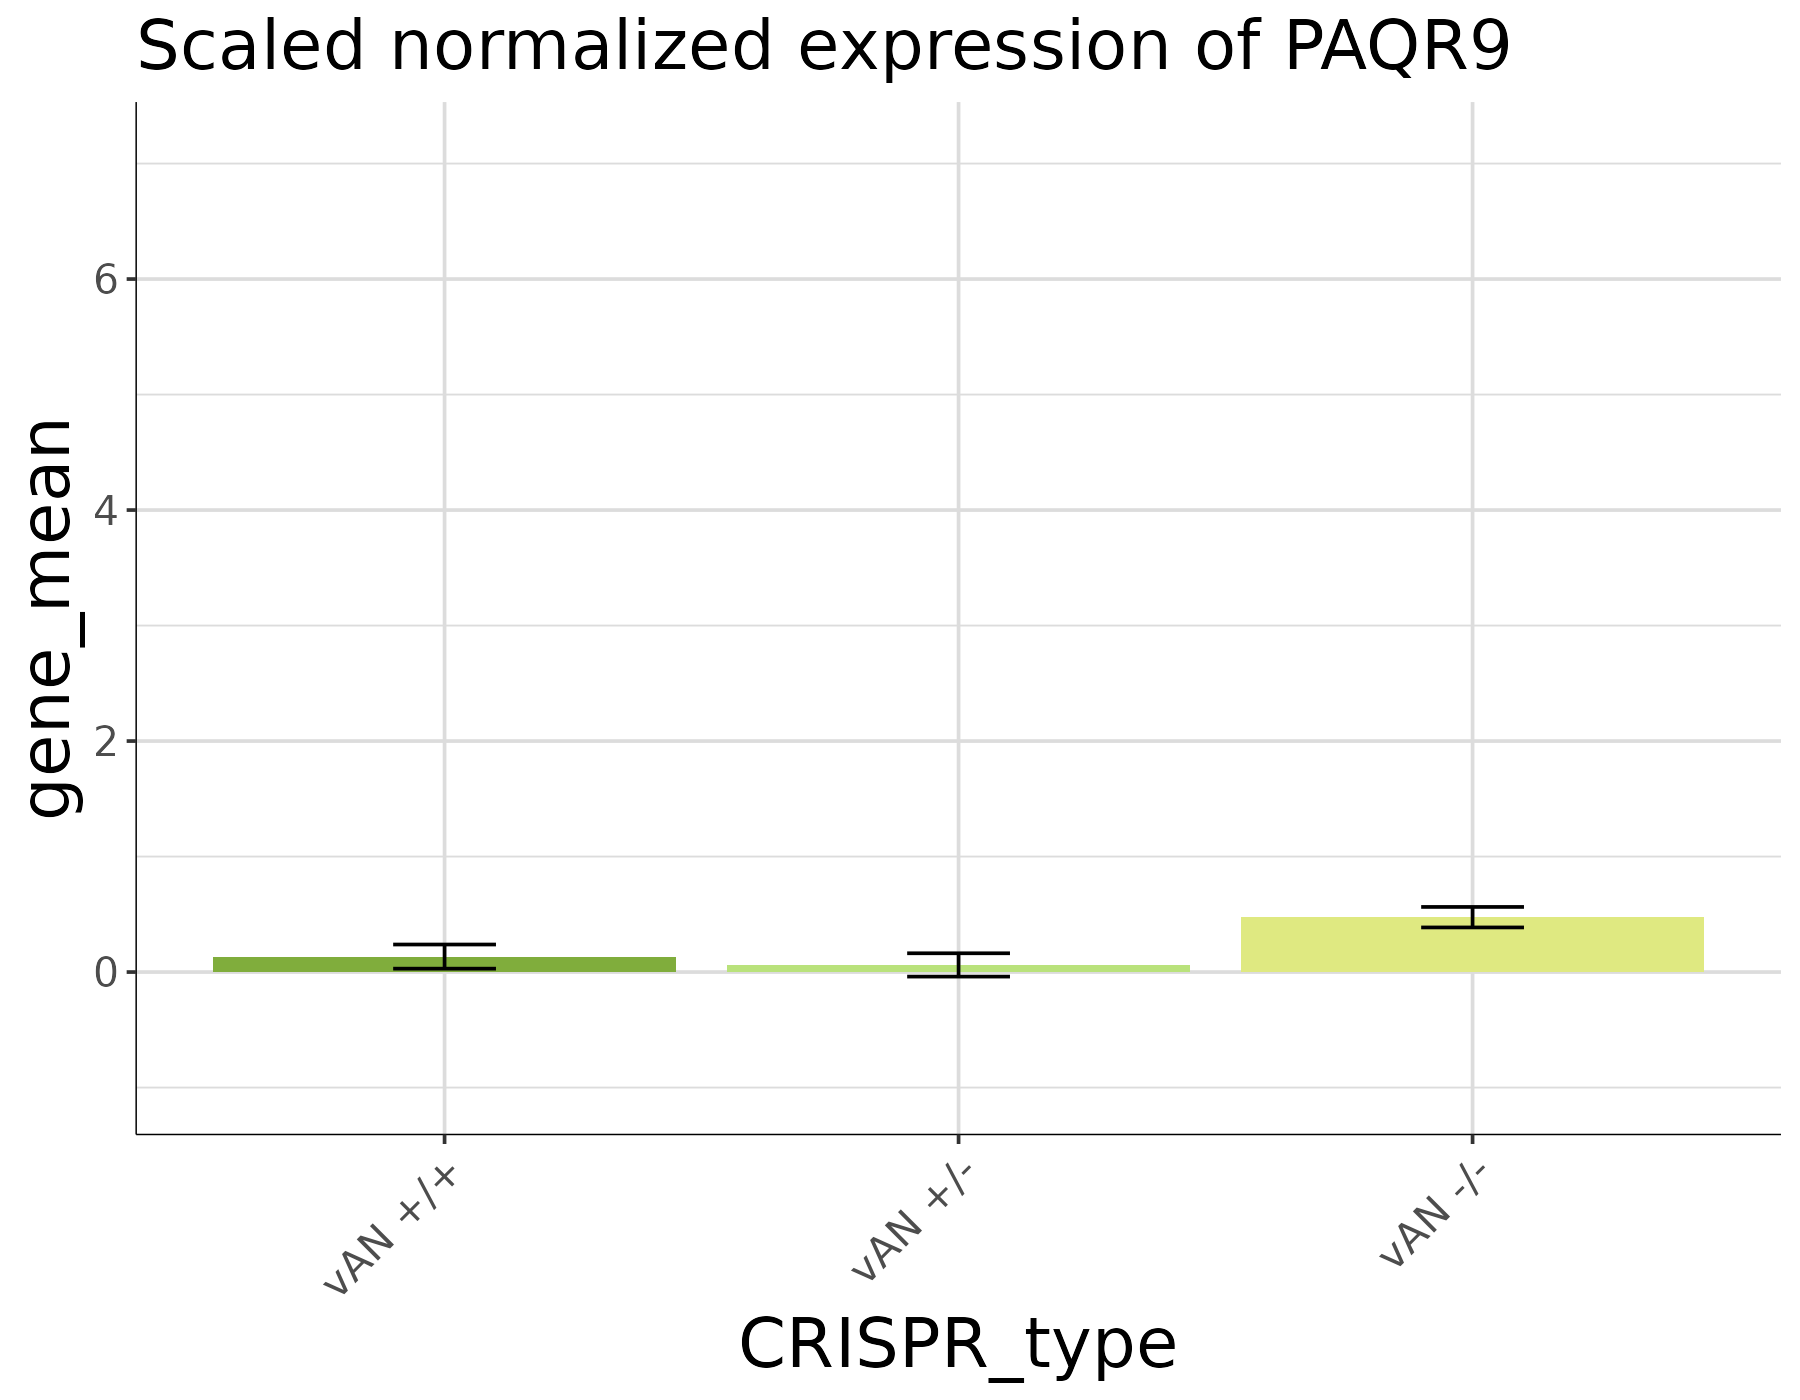 Scaled normalized expression of PAQR9
gene_mean
6
4
2
0
vAN +/+
vAN +/-
vAN -/-
CRISPR_type